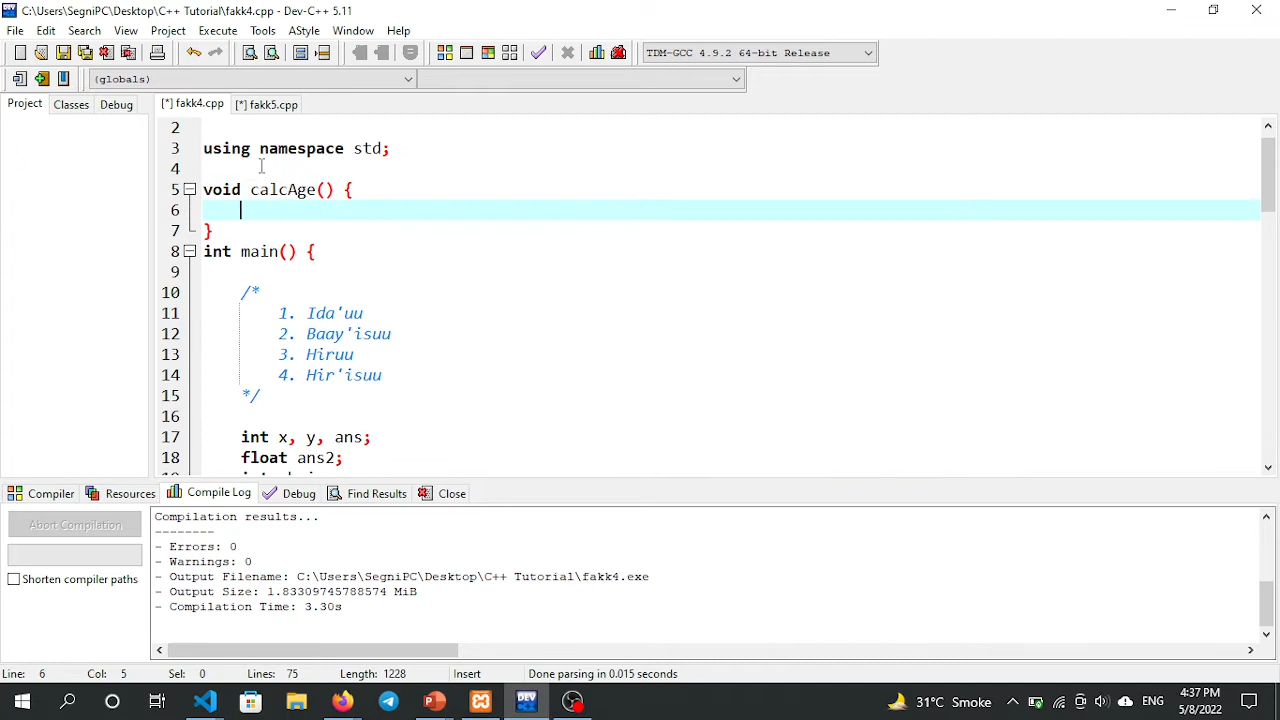 C:\Users\SegniPC\Desktop\C++ Tutorial\fakk4.cpp - Dev-C++ 5.11
File Edit Search View Project Execute Tools AStyle Window Help
TDM-GCC 4.9.2 64-bit Release
(globals)
Project Classes Debug [*] fakk4.cpp [*] fakk5.cpp
2
3 using namespace std;
4
5 void calcAge() {
6
7 }
8 int main() {
9
10 /*
11 1. Ida'uu
12 2. Baay'isuu
13 3. Hiruu
14 4. Hir'isuu
15 */
16
17 int x, y, ans;
18 float ans2;
Compiler Resources Compile Log Debug Find Results Close
Abort Compilation
Shorten compiler paths
Compilation results...
--------
- Errors: 0
- Warnings: 0
- Output Filename: C:\Users\SegniPC\Desktop\C++ Tutorial\fakk4.exe
- Output Size: 1.83309745788574 MiB
- Compilation Time: 3.30s
Line: 6 Col: 5 Sel: 0 Lines: 75 Length: 1228 Insert Done parsing in 0.015 seconds
DEV
31°C Smoke ENG 4:37 PM
5/8/2022